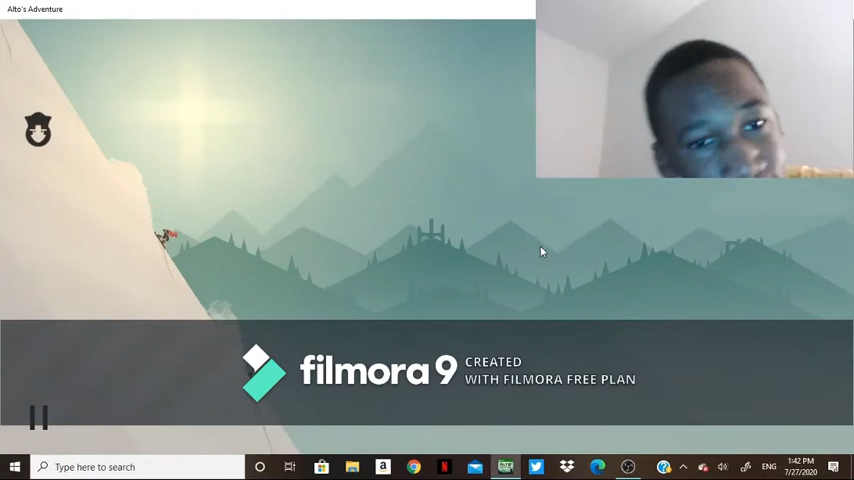 Alto's Adventure
filmora 9 CREATED
WITH FILMORA FREE PLAN
Type here to search
ENG
1:42 PM
7/27/2020